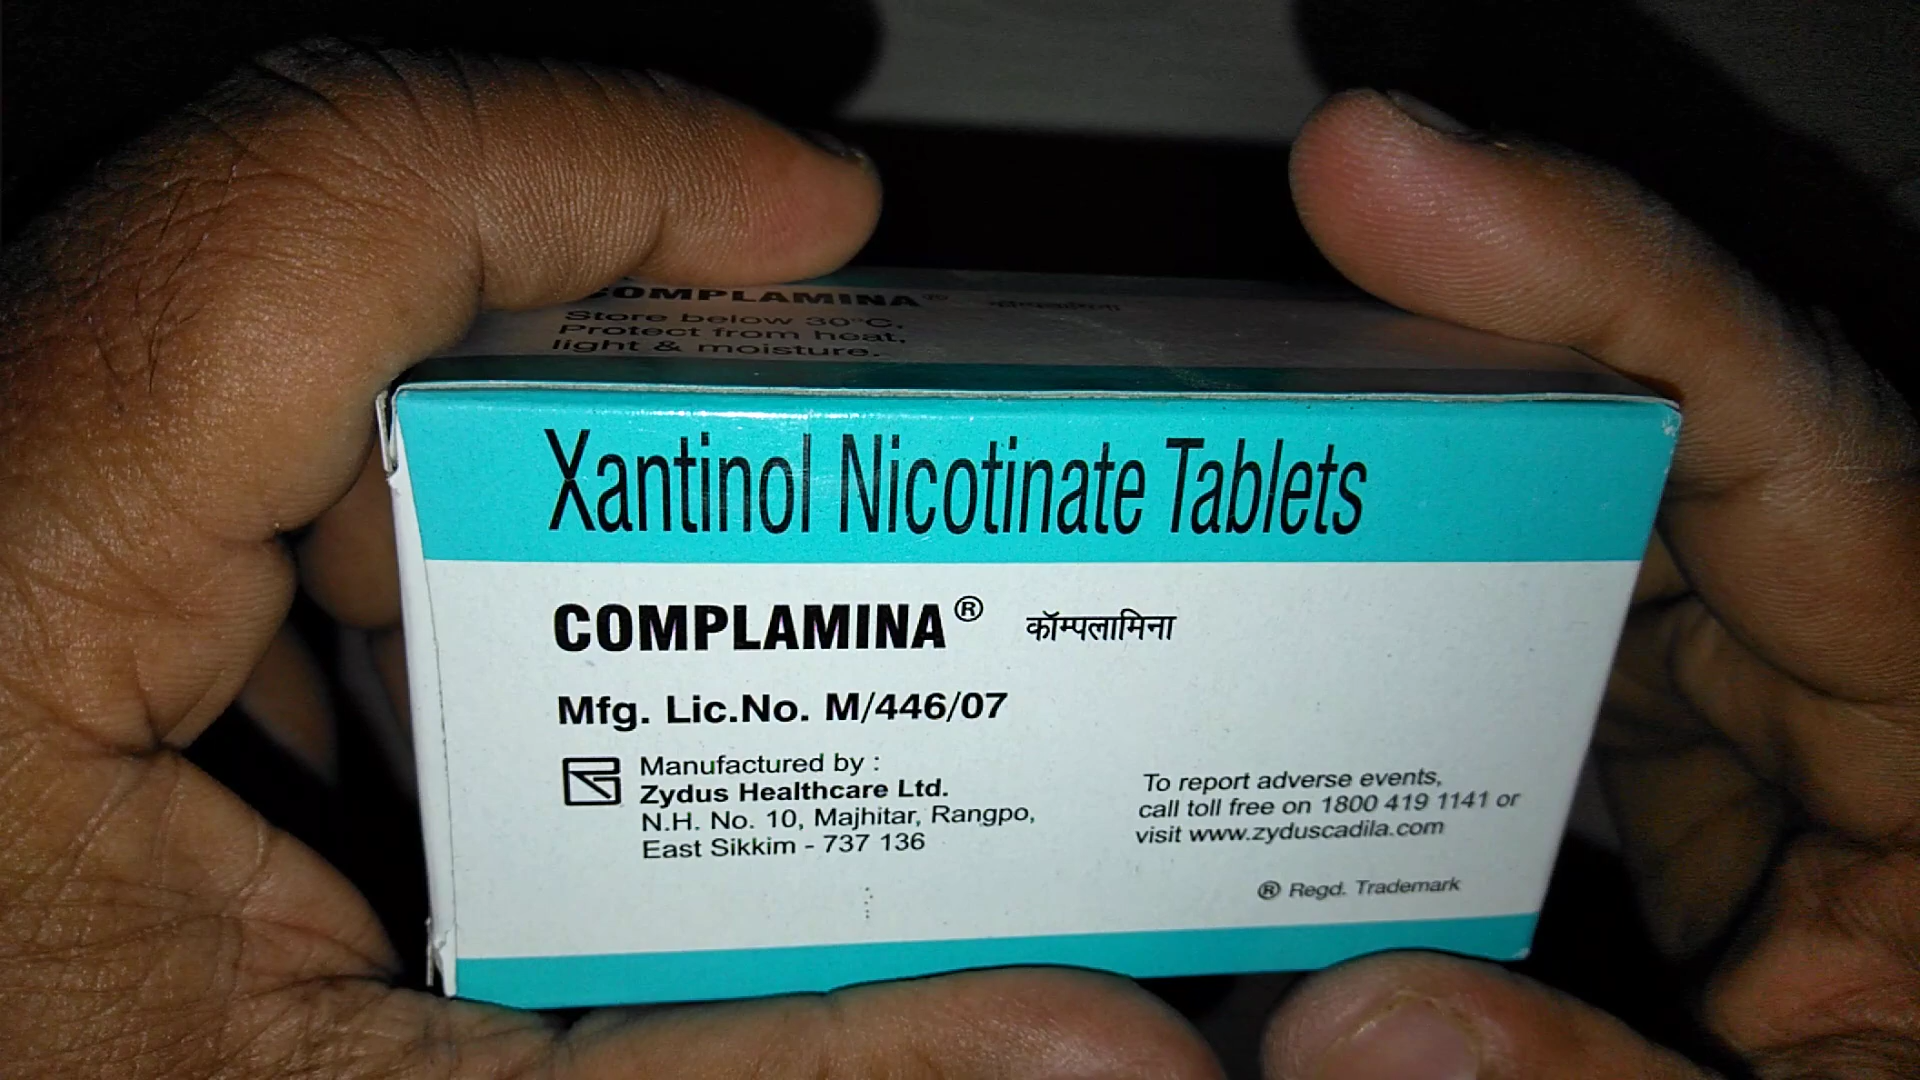 COMPLAMINA® कॉम्पलामिना
Store below 30°C.
Protect from heat,
light & moisture.
Xantinol Nicotinate Tablets
COMPLAMINA® कॉम्पलामिना
Mfg. Lic.No. M/446/07
Manufactured by :
Zydus Healthcare Ltd.
N.H. No. 10, Majhitar, Rangpo,
East Sikkim - 737 136
To report adverse events,
call toll free on 1800 419 1141 or
visit www.zyduscadila.com
® Regd. Trademark